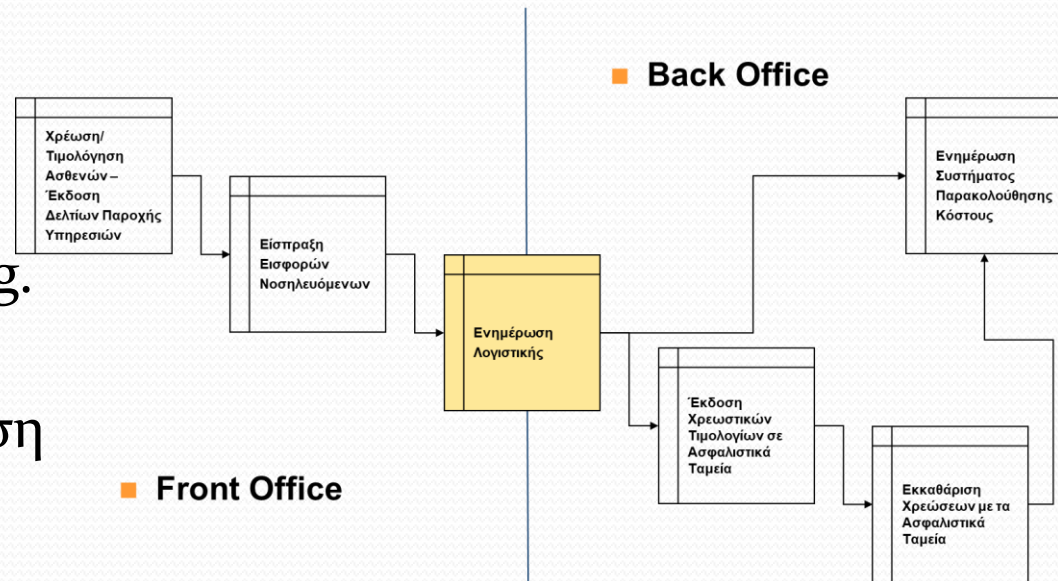 Back Office
Χρέωση/
Τιμολόγηση
Ασθενών –
Έκδοση
Δελτίων Παροχής
Υπηρεσιών
Είσπραξη
Εισφορών
Νοσηλευόμενων
Ενημέρωση
Λογιστικής
Ενημέρωση
Συστήματος
Παρακολούθησης
Κόστους
Έκδοση
Χρεωστικών
Τιμολογίων σε
Ασφαλιστικά
Ταμεία
Εκκαθάριση
Χρεώσεων με τα
Ασφαλιστικά
Ταμεία
g.
ση
Front Office